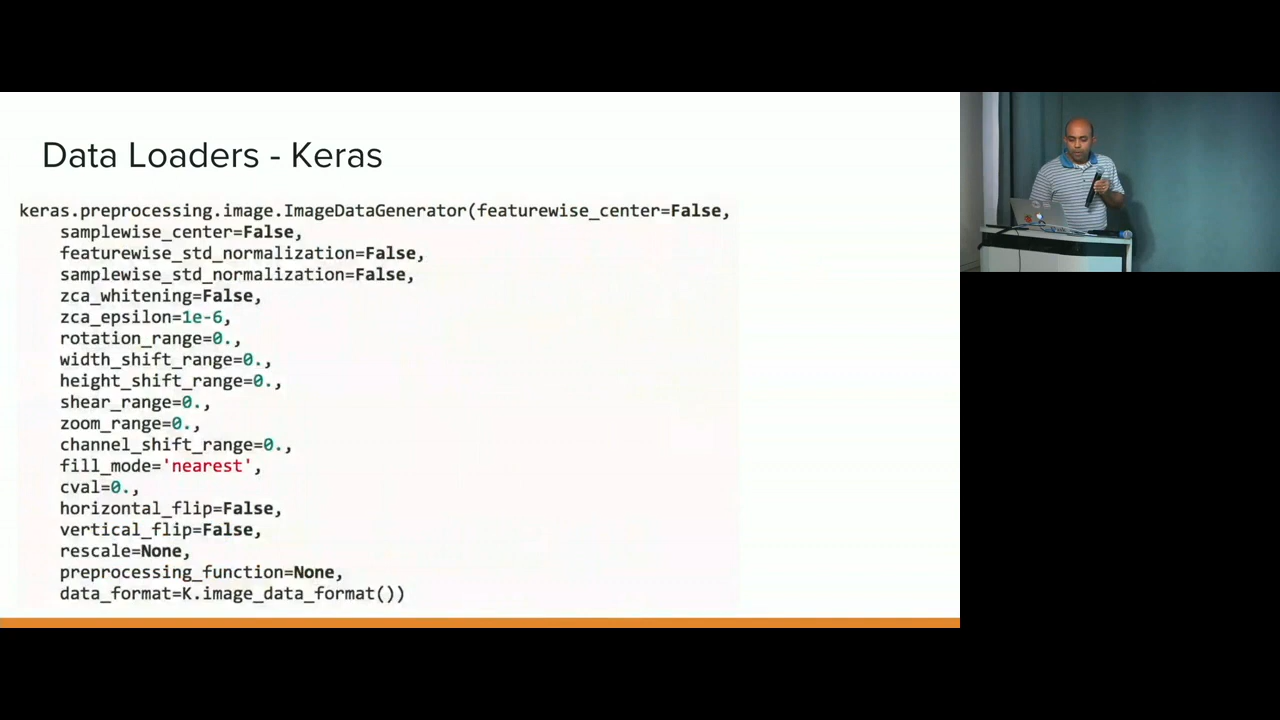 Data Loaders - Keras
keras.preprocessing.image.ImageDataGenerator(featurewise_center=False,
samplewise_center=False,
featurewise_std_normalization=False,
samplewise_std_normalization=False,
zca_whitening=False,
zca_epsilon=1e-6,
rotation_range=0.,
width_shift_range=0.,
height_shift_range=0.,
shear_range=0.,
zoom_range=0.,
channel_shift_range=0.,
fill_mode='nearest',
cval=0.,
horizontal_flip=False,
vertical_flip=False,
rescale=None,
preprocessing_function=None,
data_format=K.image_data_format())